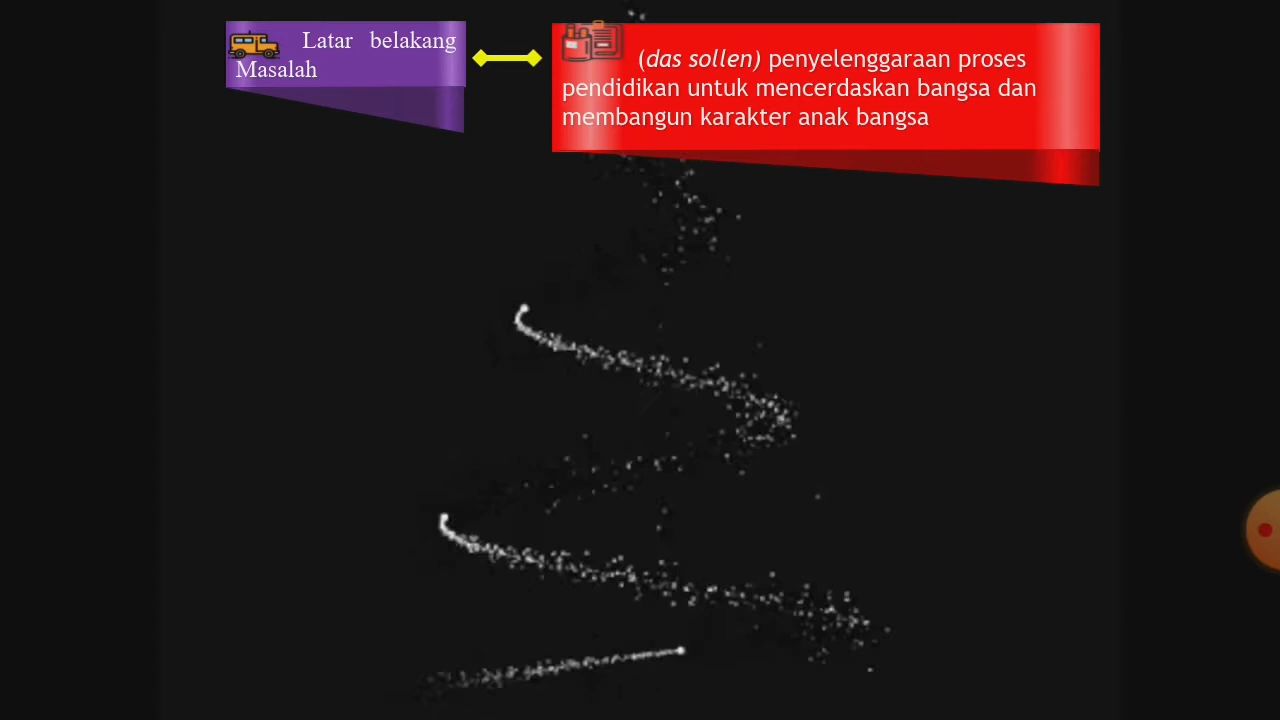 Latar belakang
Masalah
(das sollen) penyelenggaraan proses
pendidikan untuk mencerdaskan bangsa dan
membangun karakter anak bangsa